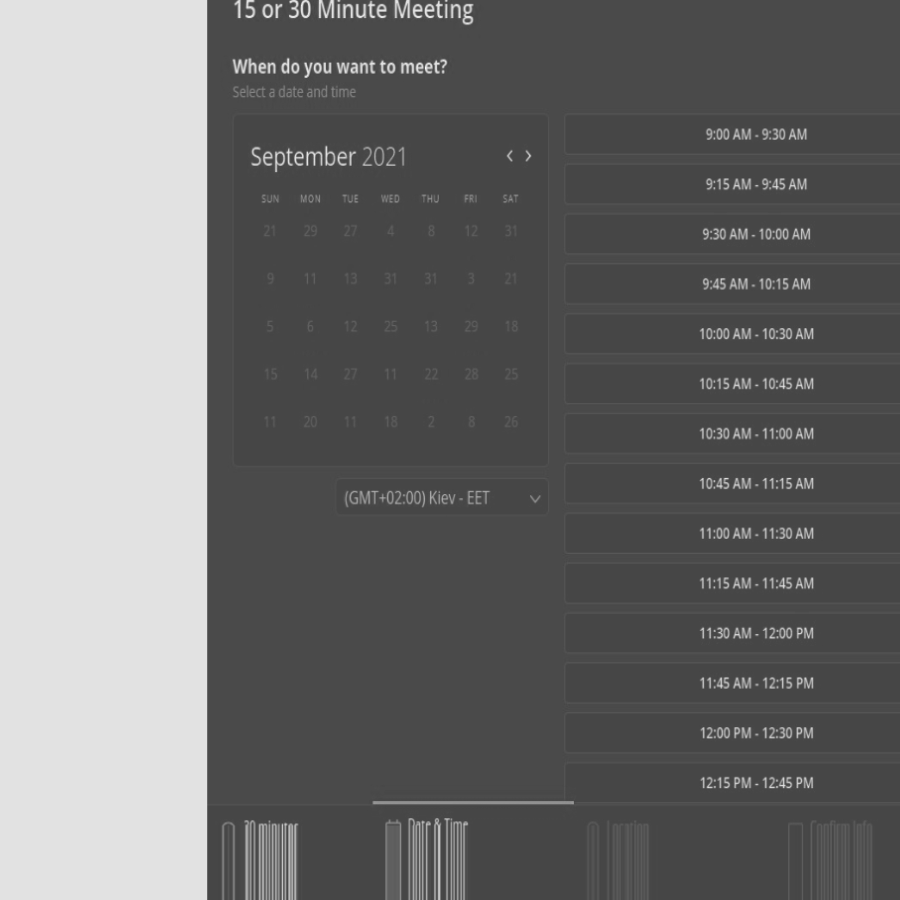 15 or 30 Minute Meeting
When do you want to meet?
Select a date and time
September 2021
SUN MON TUE WED THU FRI SAT
21 29 27 4 8 12 31
9 11 13 31 31 3 21
5 6 12 25 13 29 18
15 14 27 11 22 28 25
11 20 11 18 2 8 26
(GMT+02:00) Kiev - EET
9:00 AM - 9:30 AM
9:15 AM - 9:45 AM
9:30 AM - 10:00 AM
9:45 AM - 10:15 AM
10:00 AM - 10:30 AM
10:15 AM - 10:45 AM
10:30 AM - 11:00 AM
10:45 AM - 11:15 AM
11:00 AM - 11:30 AM
11:15 AM - 11:45 AM
11:30 AM - 12:00 PM
11:45 AM - 12:15 PM
12:00 PM - 12:30 PM
12:15 PM - 12:45 PM
30 minutes Date & Time Location Confirm Info